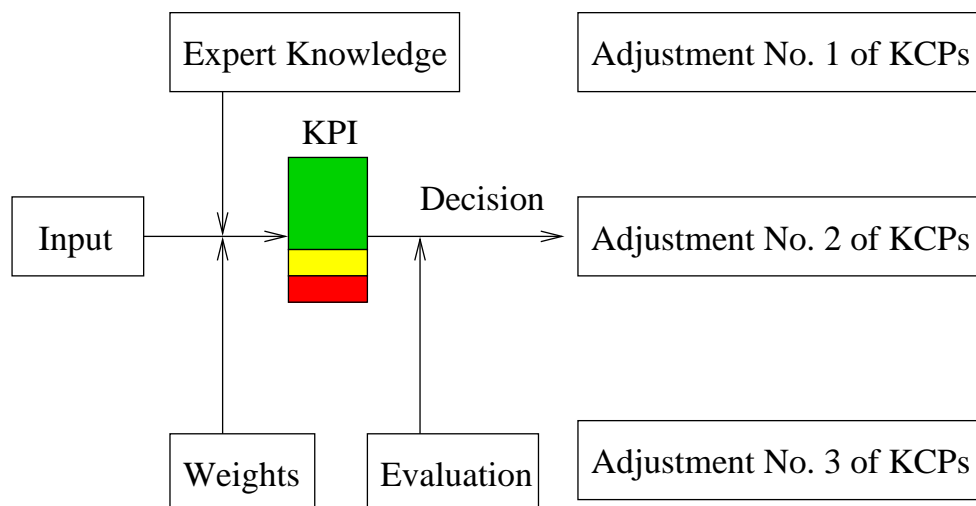 Expert Knowledge
Adjustment No. 1 of KCPs
KPI
Decision
Input
Adjustment No. 2 of KCPs
Weights
Evaluation
Adjustment No. 3 of KCPs